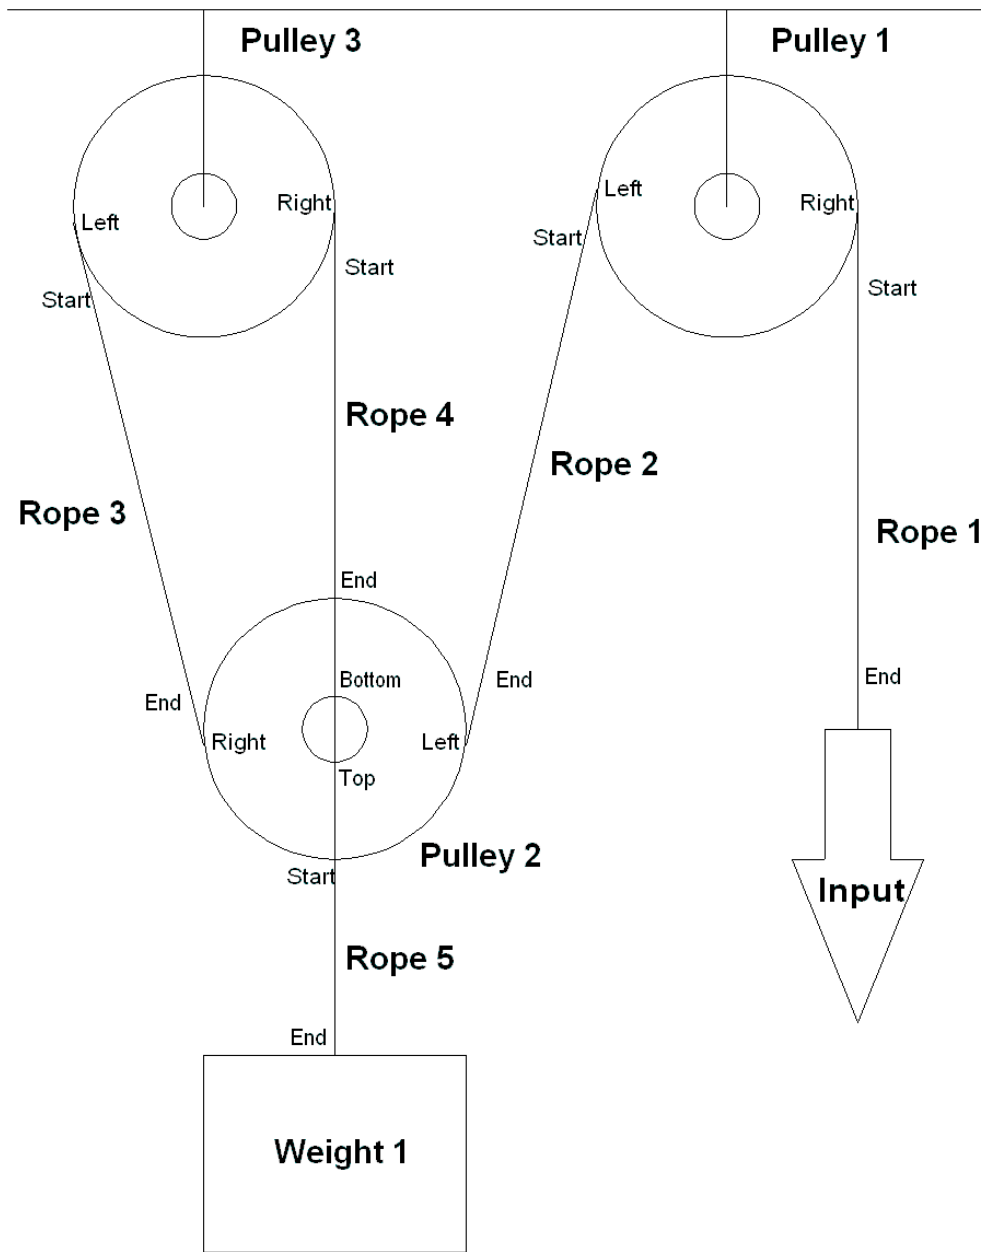 Pulley 3
Pulley 1
Left
Right
Left
Right
Start
Start
Start
Start
Rope 4
Rope 2
Rope 3
Rope 1
End
Bottom
End
End
End
Right
Left
Top
Pulley 2
Start
Input
Rope 5
End
Weight 1